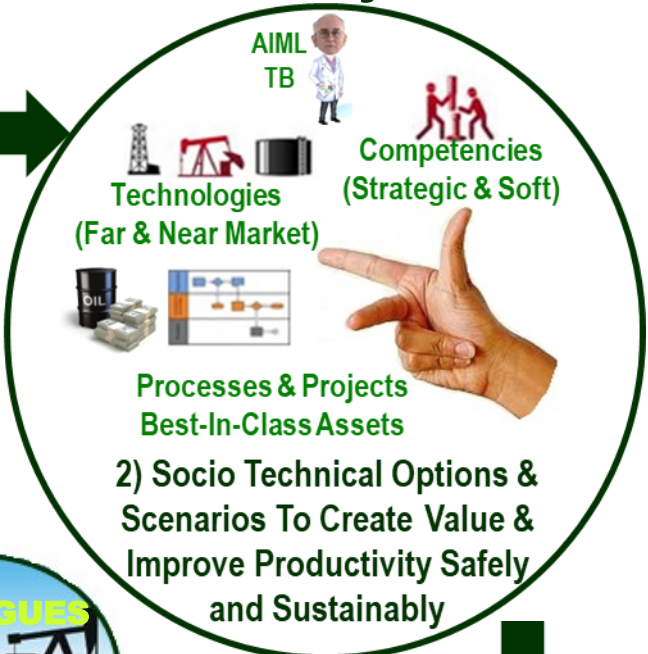 AIML
TB
Competencies
(Strategic & Soft)
Technologies
(Far & Near Market)
OIL
Processes & Projects
Best-In-Class Assets
2) Socio Technical Options &
Scenarios To Create Value &
Improve Productivity Safely
and Sustainably